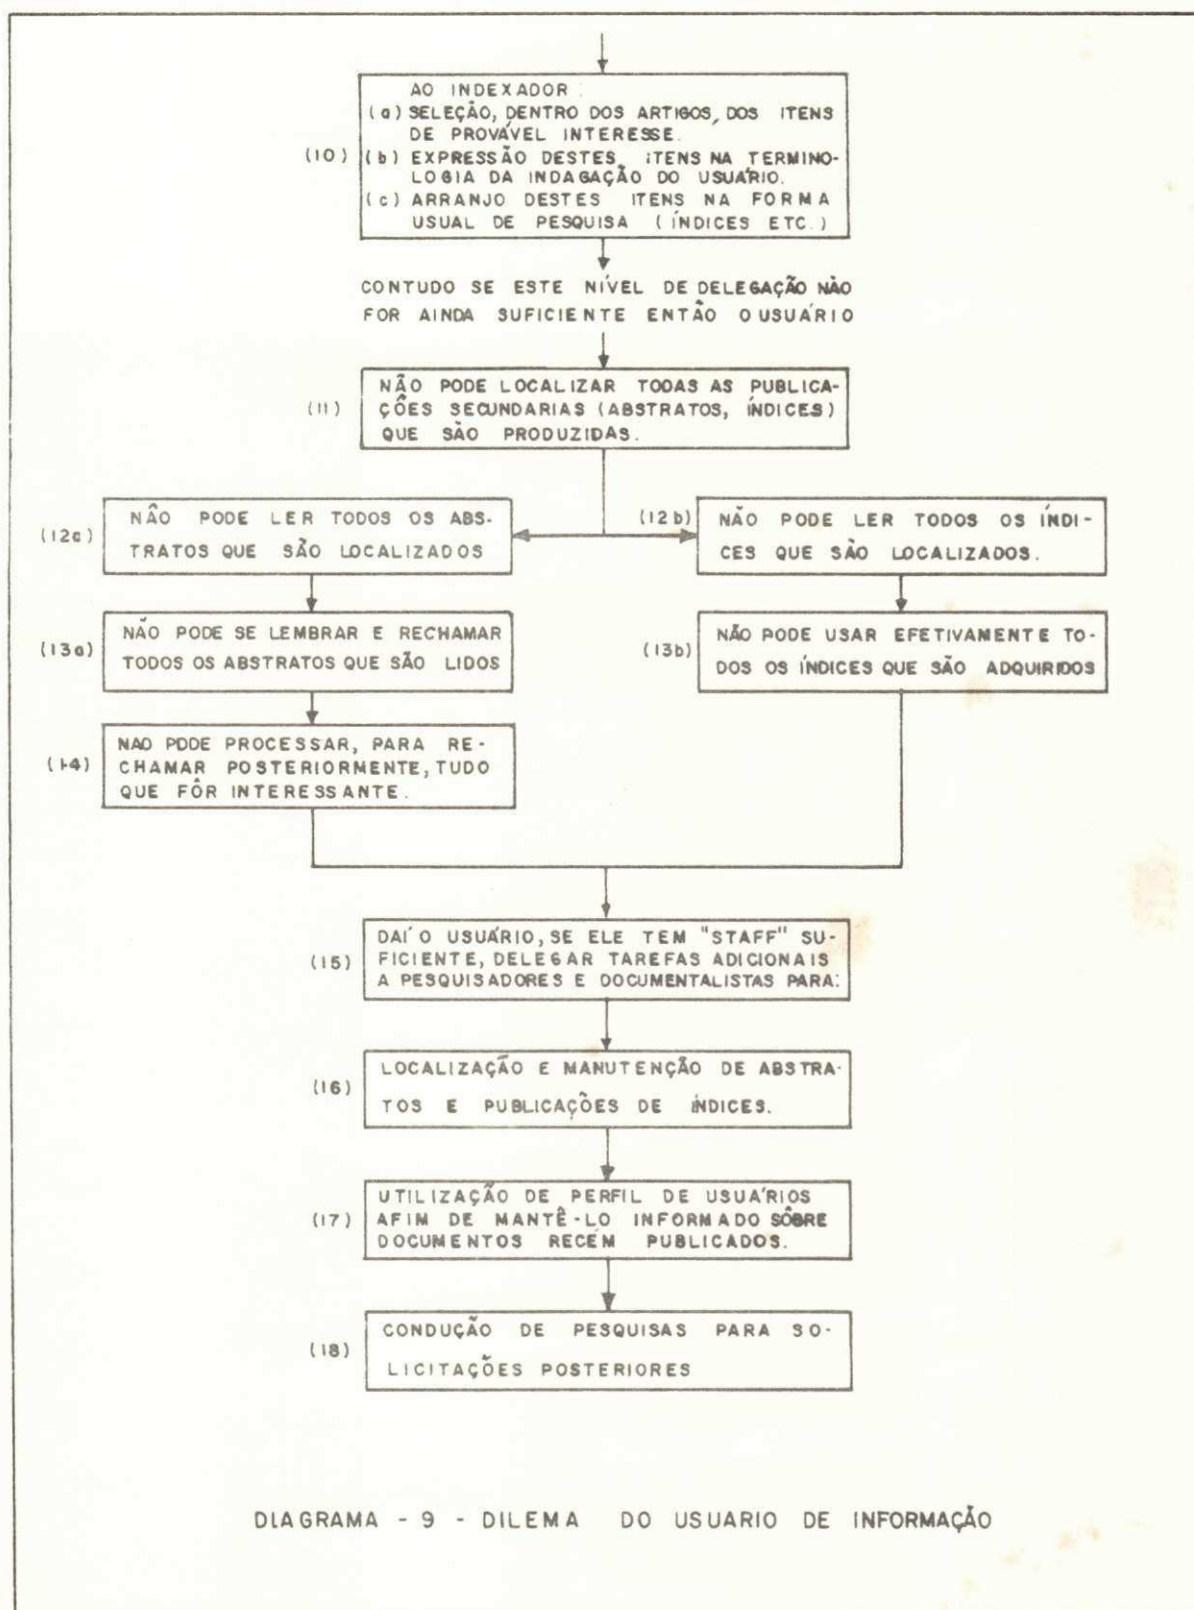 AO INDEXADOR:
(a) SELEÇÃO, DENTRO DOS ARTIGOS, DOS ITENS
DE PROVÁVEL INTERESSE.
(10) (b) EXPRESSÃO DESTES ITENS NA TERMINO-
LOGIA DA INDAGAÇÃO DO USUÁRIO.
(c) ARRANJO DESTES ITENS NA FORMA
USUAL DE PESQUISA (ÍNDICES ETC.)
CONTUDO SE ESTE NÍVEL DE DELEGAÇÃO NÃO
FOR AINDA SUFICIENTE ENTÃO O USUÁRIO
NÃO PODE LOCALIZAR TODAS AS PUBLICA-
(11) ÇÕES SECUNDARIAS (ABSTRATOS, ÍNDICES)
QUE SÃO PRODUZIDAS.
(12a)
NÃO PODE LER TODOS OS ABS-
TRATOS QUE SÃO LOCALIZADOS
(12b)
NÃO PODE LER TODOS OS ÍNDI-
CES QUE SÃO LOCALIZADOS.
(13a)
NÃO PODE SE LEMBRAR E RECHAMAR
TODOS OS ABSTRATOS QUE SÃO LIDOS
(13b)
NÃO PODE USAR EFETIVAMENTE TO-
DOS OS ÍNDICES QUE SÃO ADQUIRIDOS
NAO PODE PROCESSAR, PARA RE-
(14) CHAMAR POSTERIORMENTE, TUDO
QUE FÔR INTERESSANTE.
DAÍ O USUÁRIO, SE ELE TEM "STAFF" SU-
(15) FICIENTE, DELEGAR TAREFAS ADICIONAIS
A PESQUISADORES E DOCUMENTALISTAS PARA:
(16)
LOCALIZAÇÃO E MANUTENÇÃO DE ABSTRA-
TOS E PUBLICAÇÕES DE ÍNDICES.
UTILIZAÇÃO DE PERFIL DE USUÁRIOS
(17) AFIM DE MANTÊ-LO INFORMADO SÔBRE
DOCUMENTOS RECÉM PUBLICADOS.
(18)
CONDUÇÃO DE PESQUISAS PARA SO-
LICITAÇÕES POSTERIORES
DIAGRAMA - 9 - DILEMA DO USUARIO DE INFORMAÇÃO